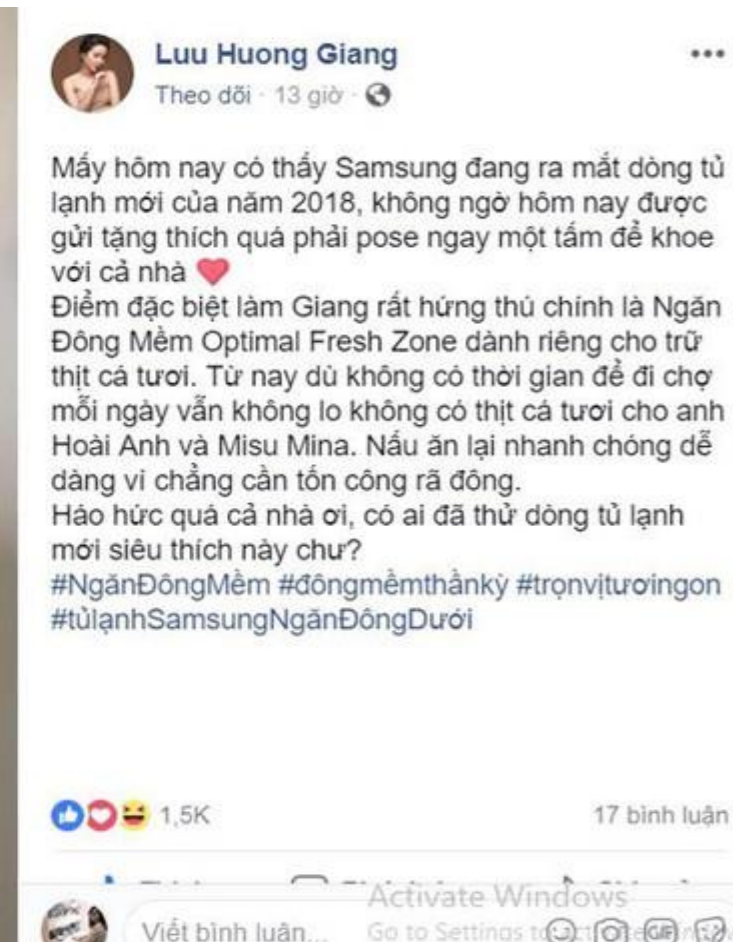 Luu Huong Giang
Theo dõi · 13 giờ ·
Mấy hôm nay có thấy Samsung đang ra mắt dòng tủ
lạnh mới của năm 2018, không ngờ hôm nay được
gửi tặng thích quá phải pose ngay một tấm để khoe
với cả nhà ❤️
Điểm đặc biệt làm Giang rất hứng thú chính là Ngăn
Đông Mềm Optimal Fresh Zone dành riêng cho trữ
thịt cá tươi. Từ nay dù không có thời gian để đi chợ
mỗi ngày vẫn không lo không có thịt cá tươi cho anh
Hoài Anh và Misu Mina. Nấu ăn lại nhanh chóng dễ
dàng vi chẳng cần tốn công rã đông.
Háo hức quá cả nhà ơi, có ai đã thử dòng tủ lạnh
mới siêu thích này chư?
#NgănĐôngMềm #đôngmềmthầnkỳ #trọnvịtươingon
#tủlạnhSamsungNgănĐôngDưới
1,5K
17 bình luận
Activate Windows
Viết bình luận...
Go to Settings to
GIF